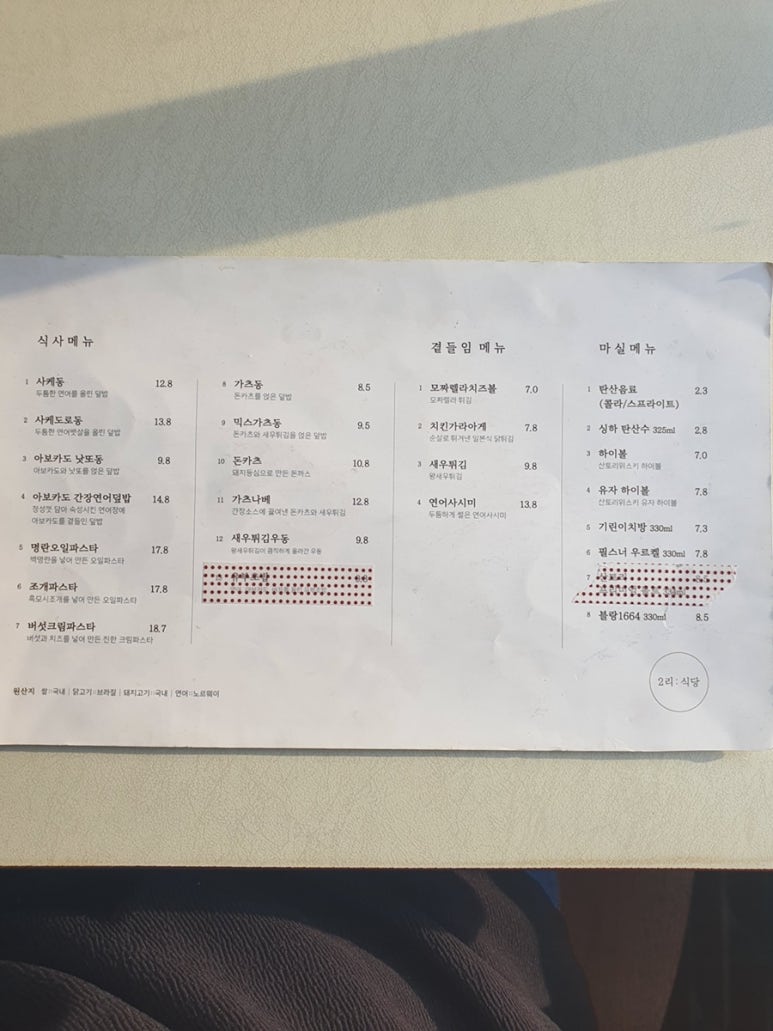 식사메뉴
1 사케동 12.8
두툼한 연어를 올린 덮밥
2 사케도로동 13.8
두툼한 연어뱃살을 올린 덮밥
3 아보카도 낫또동 9.8
아보카도와 낫또를 얹은 덮밥
4 아보카도 간장연어덮밥 14.8
정성껏 담아 숙성시킨 연어장에
아보카도를 곁들인 덮밥
5 명란오일파스타 17.8
백명란을 넣어 만든 오일파스타
6 조개파스타 17.8
흑모시조개를 넣어 만든 오일파스타
7 버섯크림파스타 18.7
버섯과 치즈를 넣어 만든 진한 크림파스타
8 가츠동 8.5
돈카츠를 얹은 덮밥
9 믹스가츠동 9.5
돈카츠와 새우튀김을 얹은 덮밥
10 돈카츠 10.8
돼지등심으로 만든 돈까스
11 가츠나베 12.8
간장소스에 끓여낸 돈카츠와 새우튀김
12 새우튀김우동 9.8
왕새우튀김이 큼직하게 올라간 우동
곁들임 메뉴
1 모짜렐라치즈볼 7.0
모짜렐라 튀김
2 치킨가라아게 7.8
순살로 튀겨낸 일본식 닭튀김
3 새우튀김 9.8
왕새우튀김
4 연어사시미 13.8
두툼하게 썰은 연어사시미
마실메뉴
1 탄산음료 2.3
(콜라/스프라이트)
2 싱하 탄산수 325ml 2.8
3 하이볼 7.0
산토리위스키 하이볼
4 유자 하이볼 7.8
산토리위스키 유자 하이볼
5 기린이치방 330ml 7.3
6 필스너 우르켈 330ml 7.8
7 8.5
8 블랑1664 330ml 8.5
원산지 쌀::국내 | 닭고기::브라질 | 돼지고기::국내 | 연어::노르웨이
2리:식당